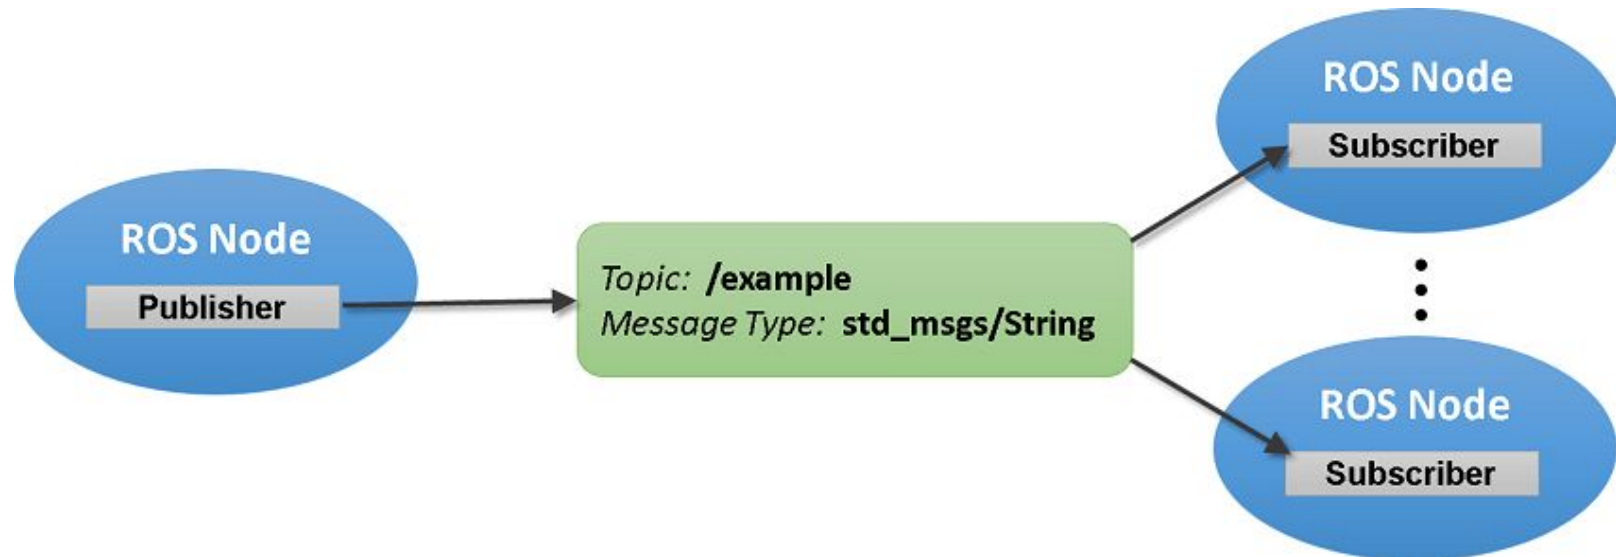 ROS Node
Publisher
Topic: /example
Message Type: std_msgs/String
ROS Node
Subscriber
ROS Node
Subscriber